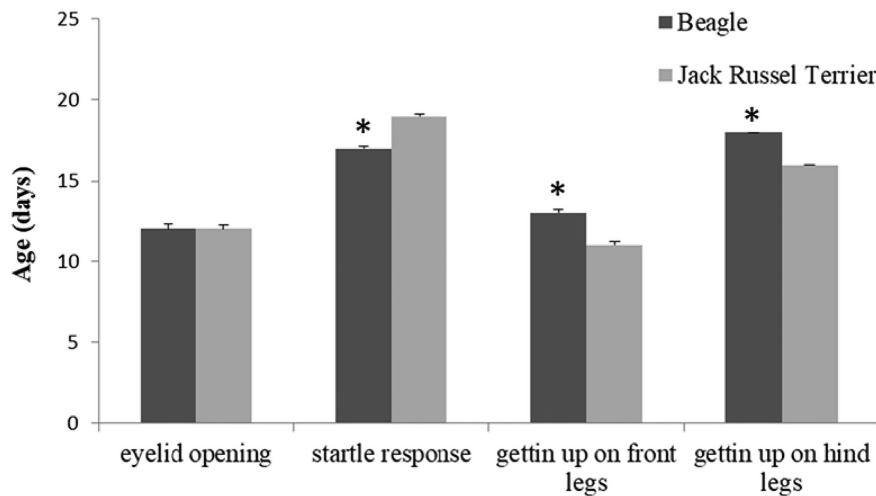 25
20
15
10
5
0
Age (days)
Beagle
Jack Russel Terrier
*
*
*
eyelid opening
startle response
gettin up on front
legs
gettin up on hind
legs